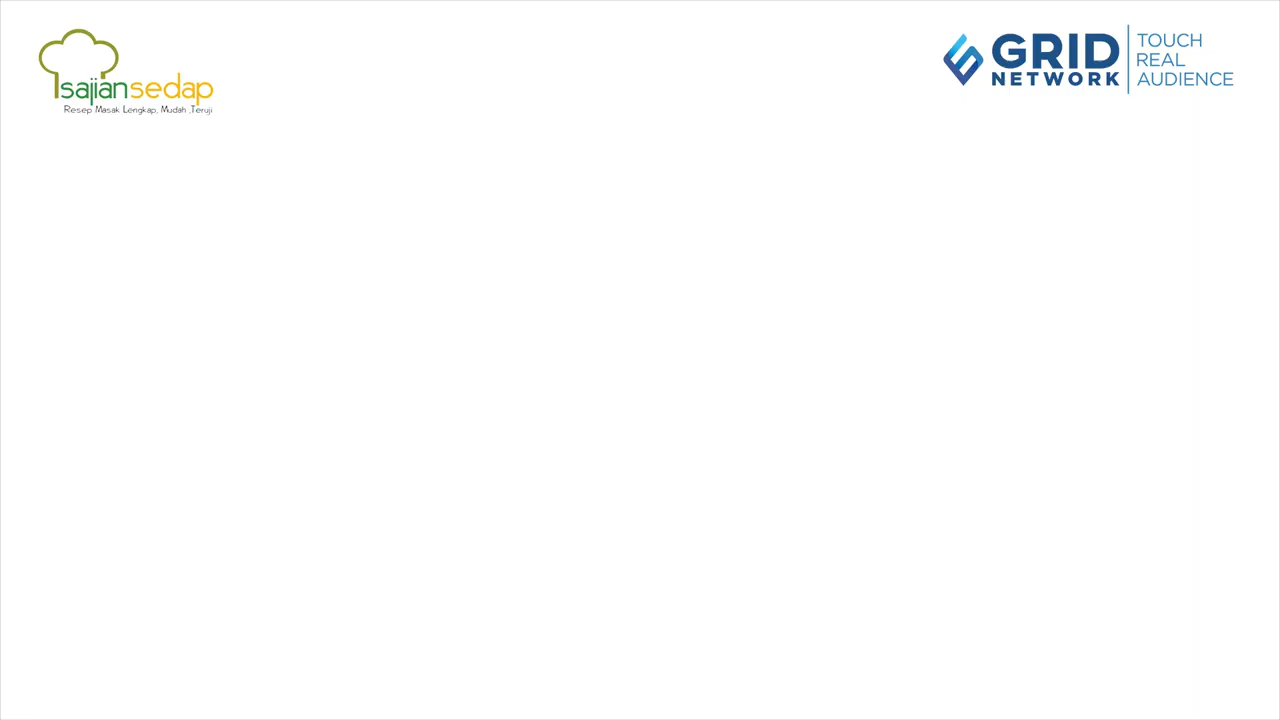 sajiansedap
Resep Masak Lengkap, Mudah ,Teruji
GRID
NETWORK
TOUCH
REAL
AUDIENCE